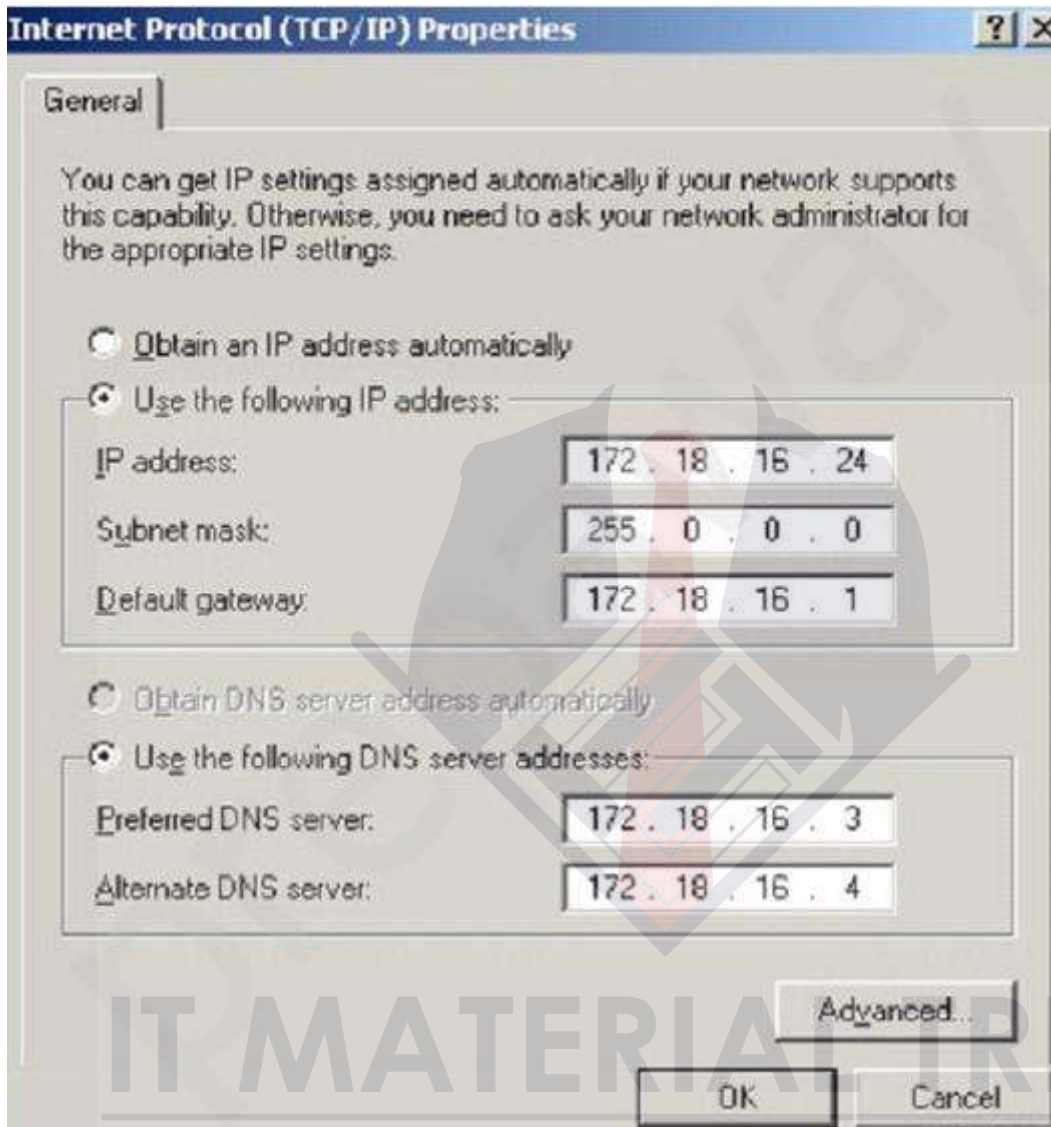 Internet Protocol (TCP/IP) Properties
General
You can get IP settings assigned automatically if your network supports
this capability. Otherwise, you need to ask your network administrator for
the appropriate IP settings.
Obtain an IP address automatically
Use the following IP address:
IP address: 172 . 18 . 16 . 24
Subnet mask: 255 . 0 . 0 . 0
Default gateway: 172 . 18 . 16 . 1
Obtain DNS server address automatically
Use the following DNS server addresses:
Preferred DNS server: 172 . 18 . 16 . 3
Alternate DNS server: 172 . 18 . 16 . 4
Advanced...
IT MATERIAL
OK Cancel